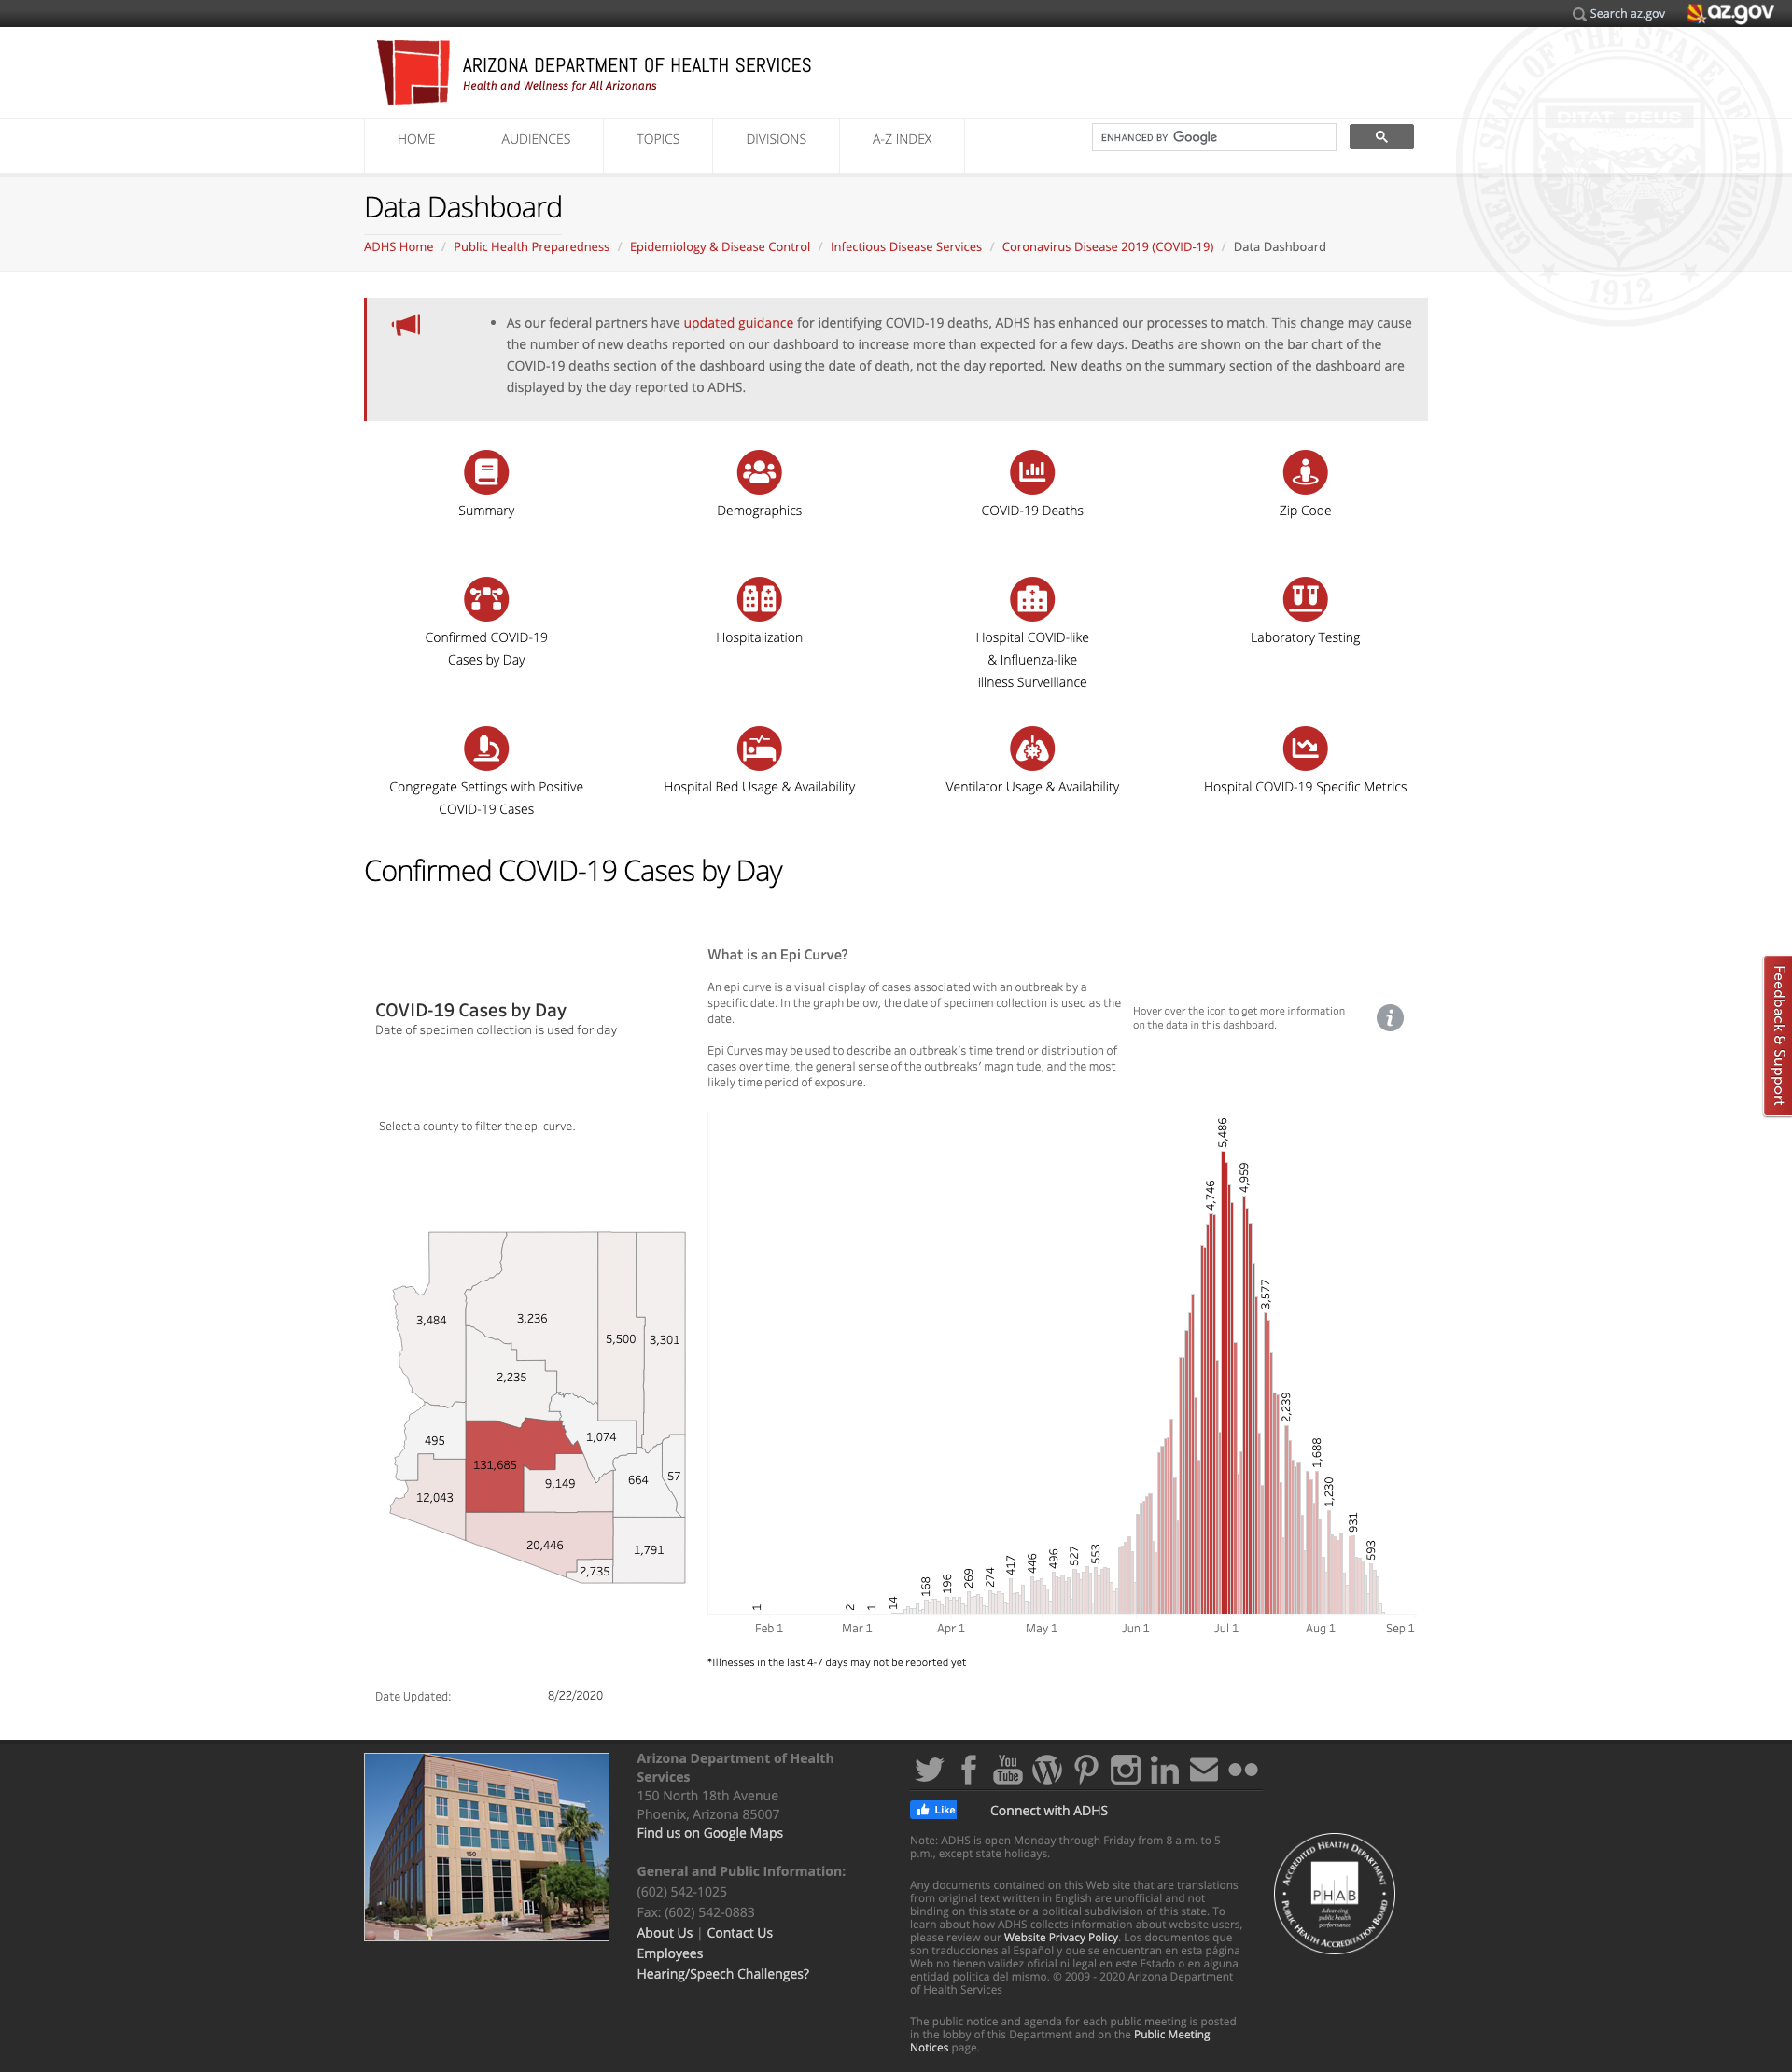 Search az.gov
az.gov
ARIZONA DEPARTMENT OF HEALTH SERVICES
Health and Wellness for All Arizonans
HOME
AUDIENCES
TOPICS
DIVISIONS
A-Z INDEX
ENHANCED BY Google
GREAT SEAL OF THE STATE OF ARIZONA
DITAT DEUS
1912
Data Dashboard
ADHS Home / Public Health Preparedness / Epidemiology & Disease Control / Infectious Disease Services / Coronavirus Disease 2019 (COVID-19) / Data Dashboard
• As our federal partners have updated guidance for identifying COVID-19 deaths, ADHS has enhanced our processes to match. This change may cause
the number of new deaths reported on our dashboard to increase more than expected for a few days. Deaths are shown on the bar chart of the
COVID-19 deaths section of the dashboard using the date of death, not the day reported. New deaths on the summary section of the dashboard are
displayed by the day reported to ADHS.
Summary
Demographics
COVID-19 Deaths
Zip Code
Confirmed COVID-19
Cases by Day
Hospitalization
Hospital COVID-like
& Influenza-like
illness Surveillance
Laboratory Testing
Congregate Settings with Positive
COVID-19 Cases
Hospital Bed Usage & Availability
Ventilator Usage & Availability
Hospital COVID-19 Specific Metrics
Confirmed COVID-19 Cases by Day
Feedback & Support
COVID-19 Cases by Day
Date of specimen collection is used for day
What is an Epi Curve?
An epi curve is a visual display of cases associated with an outbreak by a
specific date. In the graph below, the date of specimen collection is used as the
date.
Epi Curves may be used to describe an outbreak's time trend or distribution of
cases over time, the general sense of the outbreaks' magnitude, and the most
likely time period of exposure.
Hover over the icon to get more information
on the data in this dashboard.
i
Select a county to filter the epi curve.
3,484
3,236
5,500
3,301
2,235
495
1,074
131,685
9,149
664
57
12,043
20,446
1,791
2,735
1
2
1
14
168
196
269
274
417
446
496
527
553
4,746
5,486
4,959
3,577
2,239
1,688
1,230
931
593
Feb 1
Mar 1
Apr 1
May 1
Jun 1
Jul 1
Aug 1
Sep 1
*Illnesses in the last 4-7 days may not be reported yet
Date Updated:
8/22/2020
150
Arizona Department of Health
Services
150 North 18th Avenue
Phoenix, Arizona 85007
Find us on Google Maps
General and Public Information:
(602) 542-1025
Fax: (602) 542-0883
About Us | Contact Us
Employees
Hearing/Speech Challenges?
You Tube
Like
Connect with ADHS
Note: ADHS is open Monday through Friday from 8 a.m. to 5
p.m., except state holidays.
Any documents contained on this Web site that are translations
from original text written in English are unofficial and not
binding on this state or a political subdivision of this state. To
learn about how ADHS collects information about website users,
please review our Website Privacy Policy. Los documentos que
son traducciones al Español y que se encuentran en esta página
Web no tienen validez oficial ni legal en este Estado o en alguna
entidad politica del mismo. © 2009 - 2020 Arizona Department
of Health Services
The public notice and agenda for each public meeting is posted
in the lobby of this Department and on the Public Meeting
Notices page.
ACCREDITED HEALTH DEPARTMENT
PHAB
Advancing
public health
performance
PUBLIC HEALTH ACCREDITATION BOARD